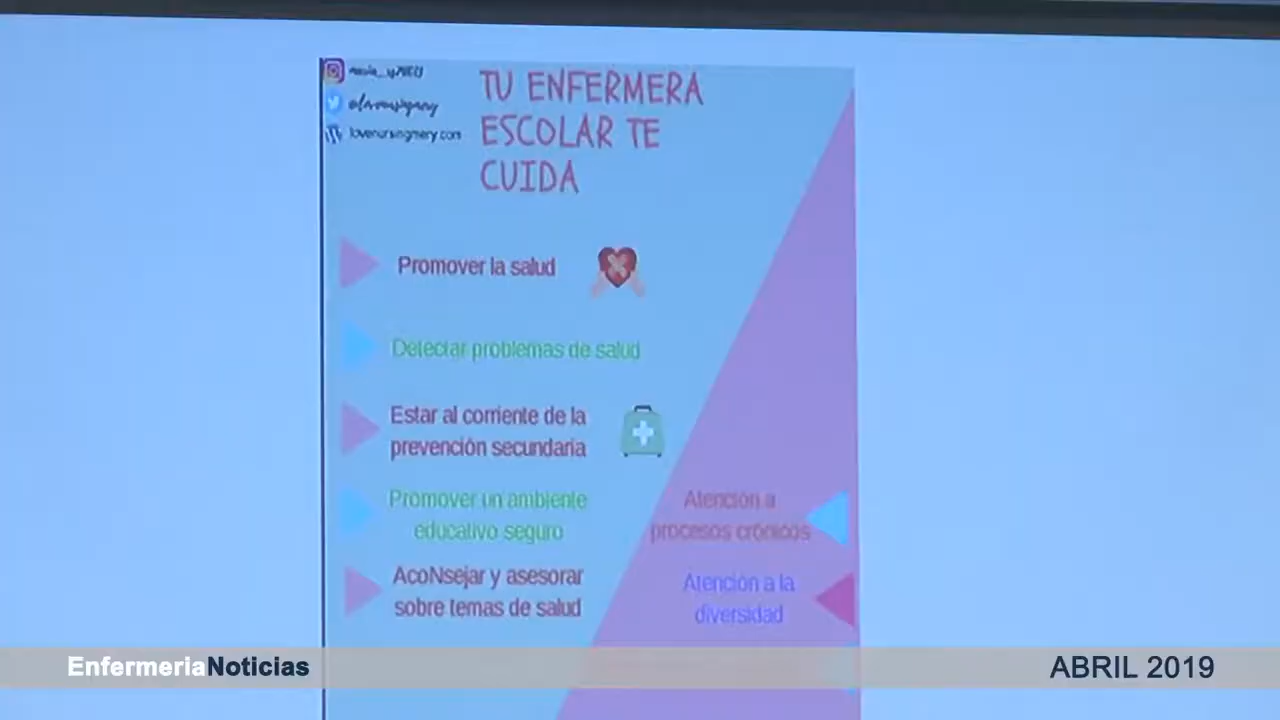 lovenursingmery.com
TU ENFERMERA
ESCOLAR TE
CUIDA
Promover la salud
Detectar problemas de salud
Estar al corriente de la
prevención secundaria
Promover un ambiente
educativo seguro
AcoNsejar y asesorar
sobre temas de salud
Atención a
procesos crónicos
Atención a la
diversidad
EnfermeriaNoticias
ABRIL 2019